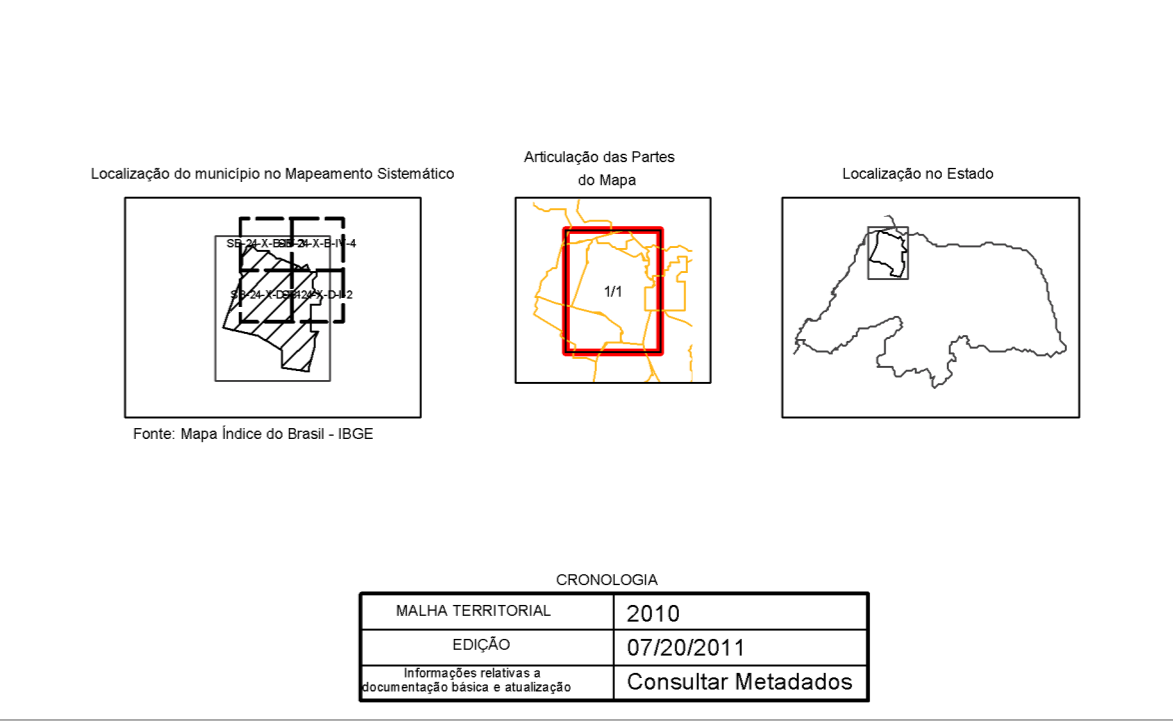 Articulação das Partes
do Mapa
Localização do município no Mapeamento Sistemático
Localização no Estado
1/1
Fonte: Mapa Índice do Brasil - IBGE
CRONOLOGIA
MALHA TERRITORIAL
2010
EDIÇÃO
07/20/2011
Informações relativas a
documentação básica e atualização
Consultar Metadados